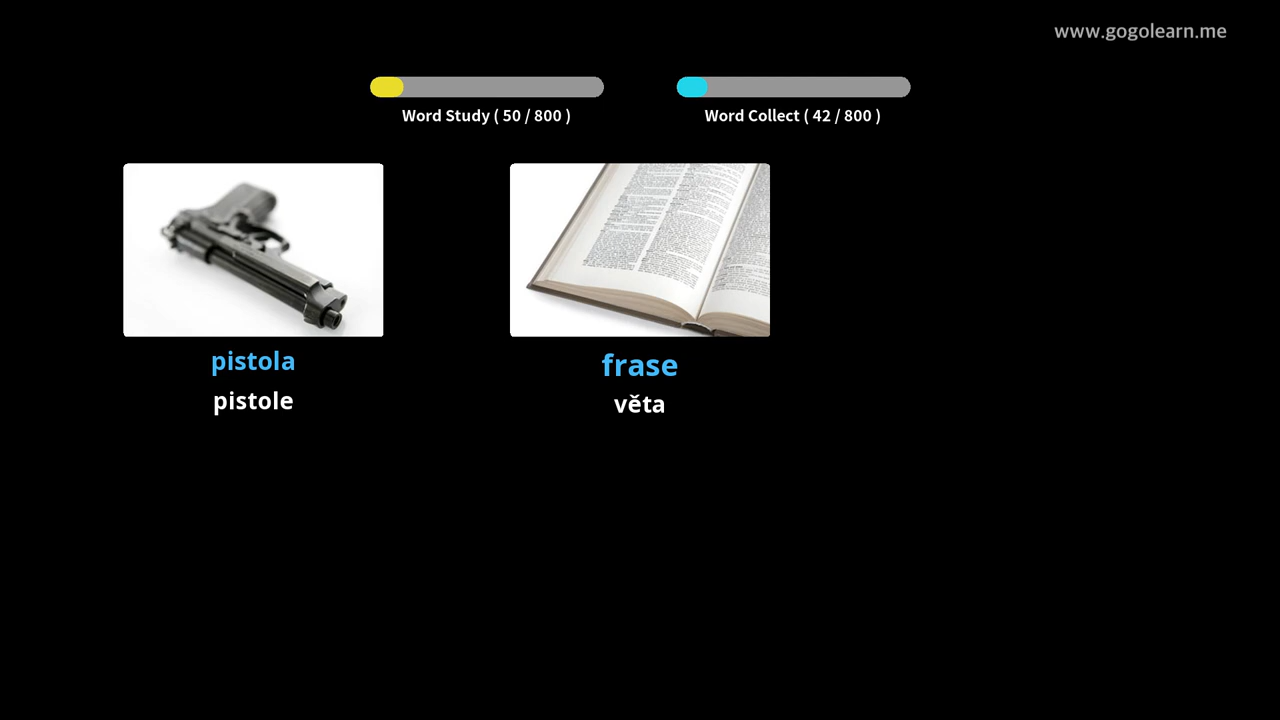 www.gogolearn.me
Word Study ( 50 / 800 )
Word Collect ( 42 / 800 )
pistola
pistole
frase
věta